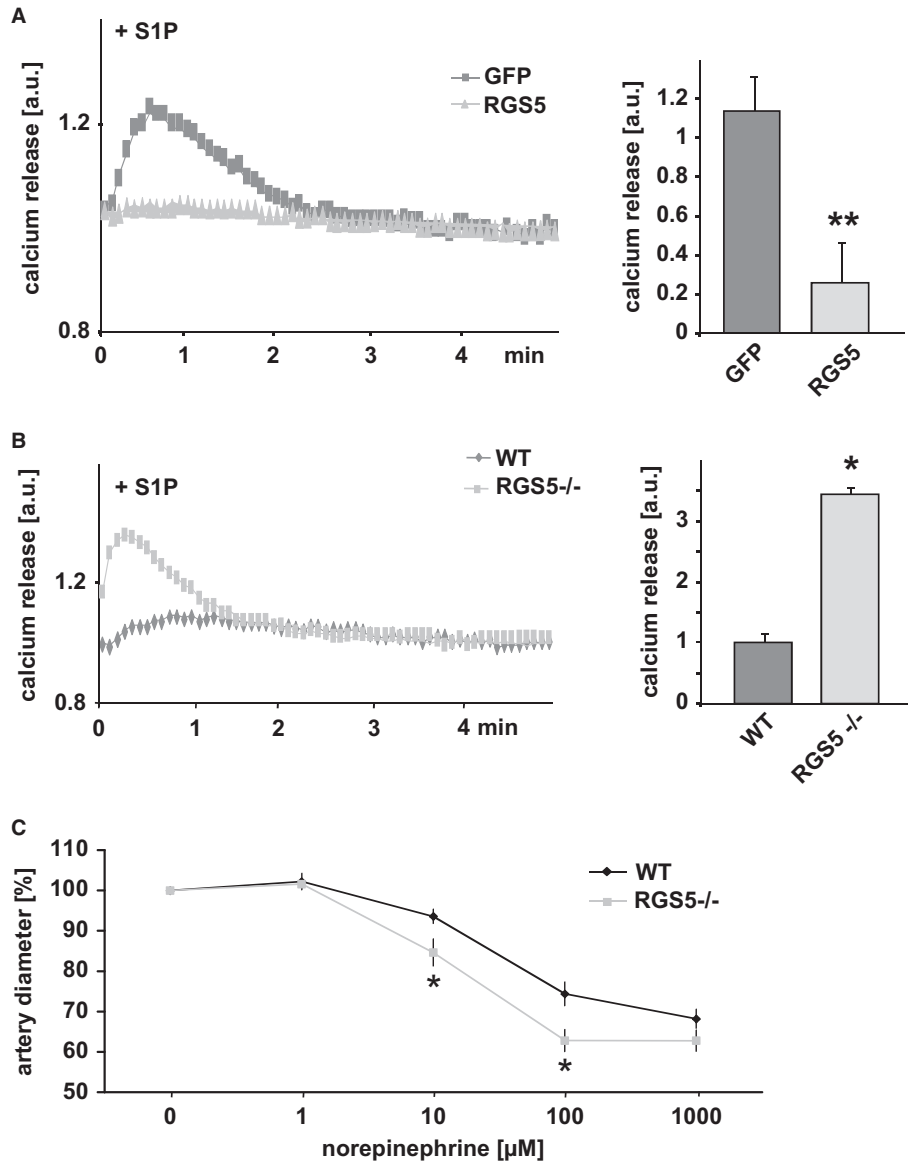 A
+ S1P
GFP
RGS5
calcium release [a.u.]
1.2
0.8
0 1 2 3 4 min
calcium release [a.u.]
1.2
1
0.8
0.6
0.4
0.2
0
**
GFP RGS5
B
+ S1P
WT
RGS5-/-
calcium release [a.u.]
1.2
0.8
0 1 2 3 4 min
calcium release [a.u.]
3
2
1
0
*
WT RGS5 -/-
C
WT
RGS5-/-
artery diameter [%]
110
100
90
80
70
60
50
*
*
0 1 10 100 1000
norepinephrine [µM]